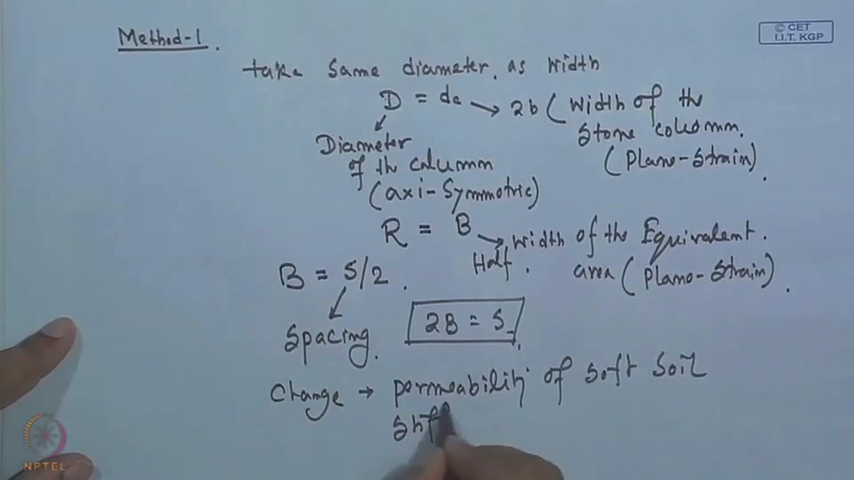 Method-1.
© CET
I.I.T. KGP
take same diameter, as width
D = dc → 2b (width of the
Stone column.
(Plane-Strain).
Diameter
of the column
(axi-Symmetric)
R = B
Half width of the Equivalent.
area (Plane-Strain).
B = S/2.
Spacing.
2B = S.
Change → permeability of soft soil
NPTEL